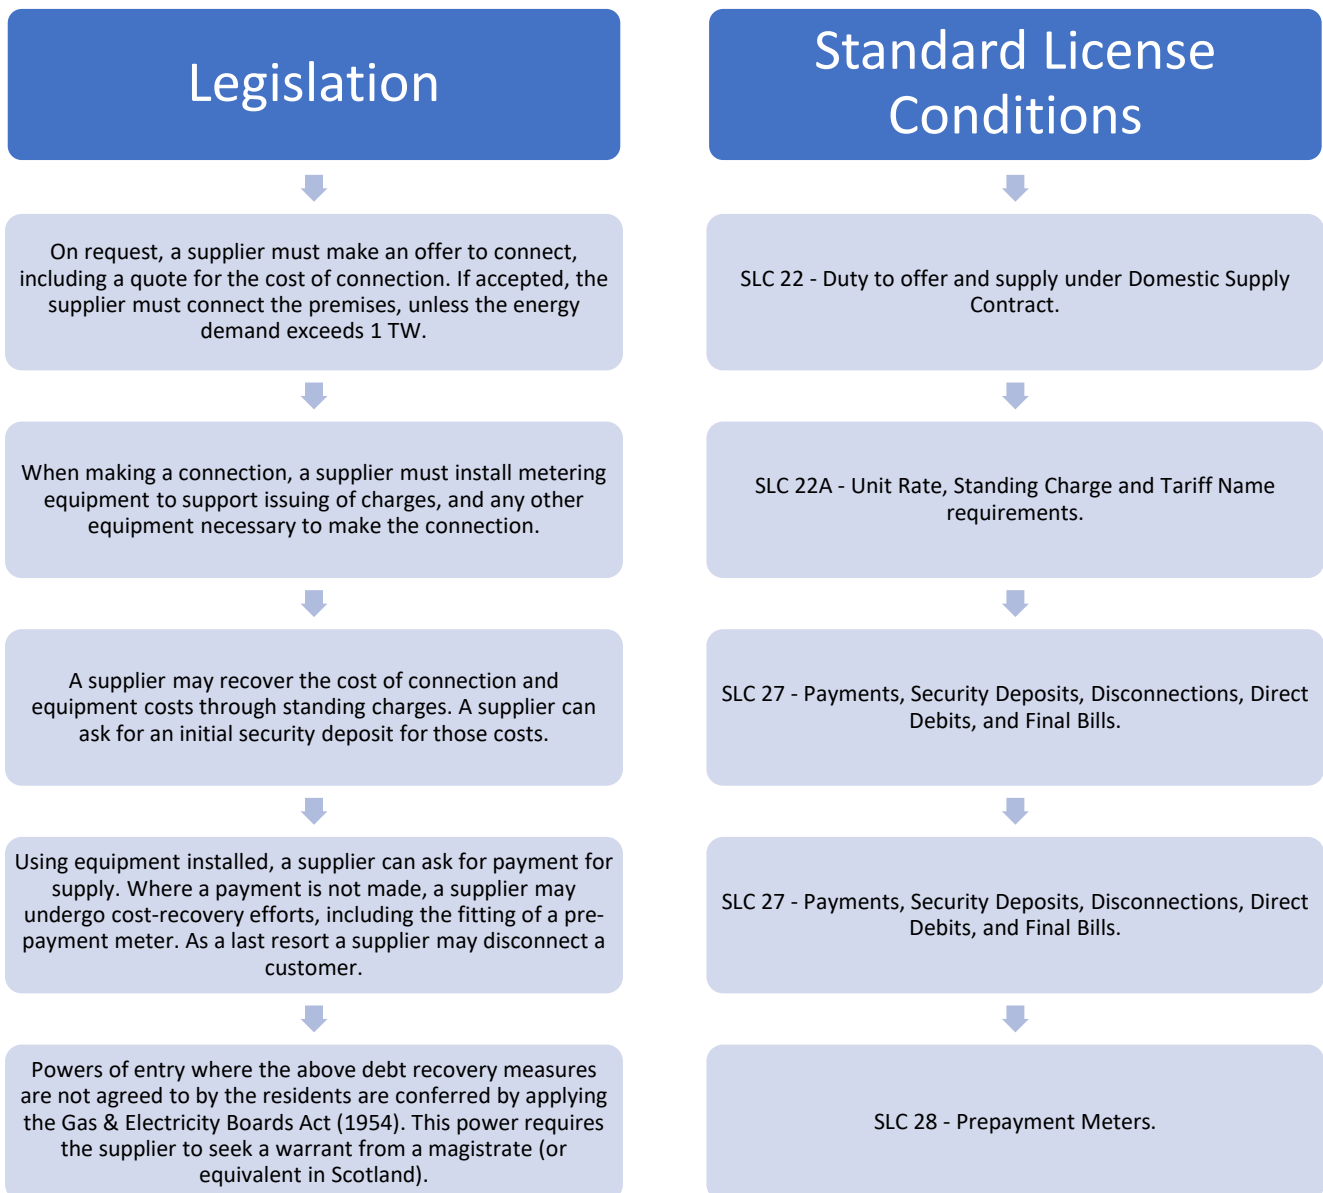 Legislation
On request, a supplier must make an offer to connect,
including a quote for the cost of connection. If accepted, the
supplier must connect the premises, unless the energy
demand exceeds 1 TW.
When making a connection, a supplier must install metering
equipment to support issuing of charges, and any other
equipment necessary to make the connection.
A supplier may recover the cost of connection and
equipment costs through standing charges. A supplier can
ask for an initial security deposit for those costs.
Using equipment installed, a supplier can ask for payment for
supply. Where a payment is not made, a supplier may
undergo cost-recovery efforts, including the fitting of a pre-
payment meter. As a last resort a supplier may disconnect a
customer.
Powers of entry where the above debt recovery measures
are not agreed to by the residents are conferred by applying
the Gas & Electricity Boards Act (1954). This power requires
the supplier to seek a warrant from a magistrate (or
equivalent in Scotland).
Standard License
Conditions
SLC 22 - Duty to offer and supply under Domestic Supply
Contract.
SLC 22A - Unit Rate, Standing Charge and Tariff Name
requirements.
SLC 27 - Payments, Security Deposits, Disconnections, Direct
Debits, and Final Bills.
SLC 27 - Payments, Security Deposits, Disconnections, Direct
Debits, and Final Bills.
SLC 28 - Prepayment Meters.